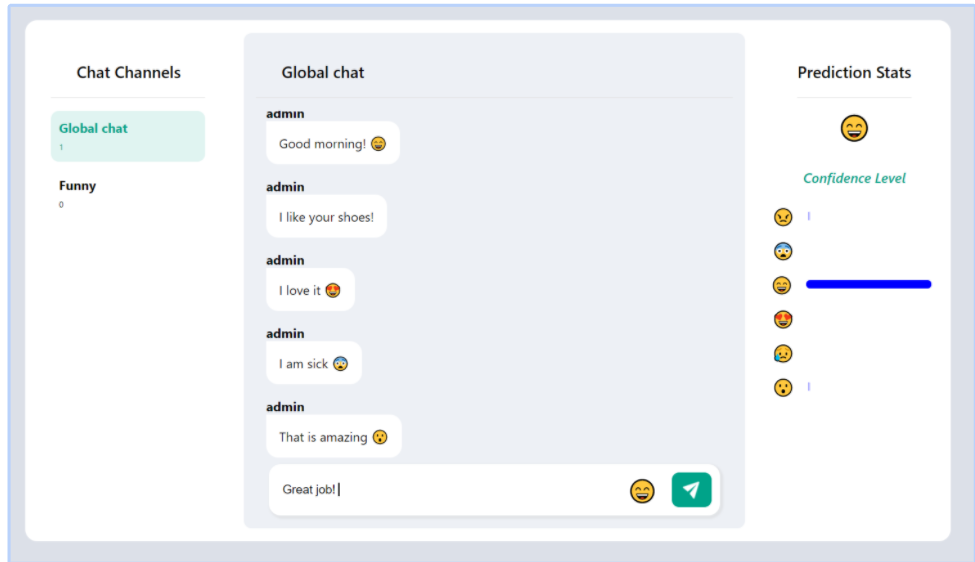 Chat Channels
Global chat
1
Funny
0
Global chat
admin
Good morning! 😄
admin
I like your shoes!
admin
I love it 😍
admin
I am sick 😨
admin
That is amazing 😮
Great job!
Prediction Stats
Confidence Level